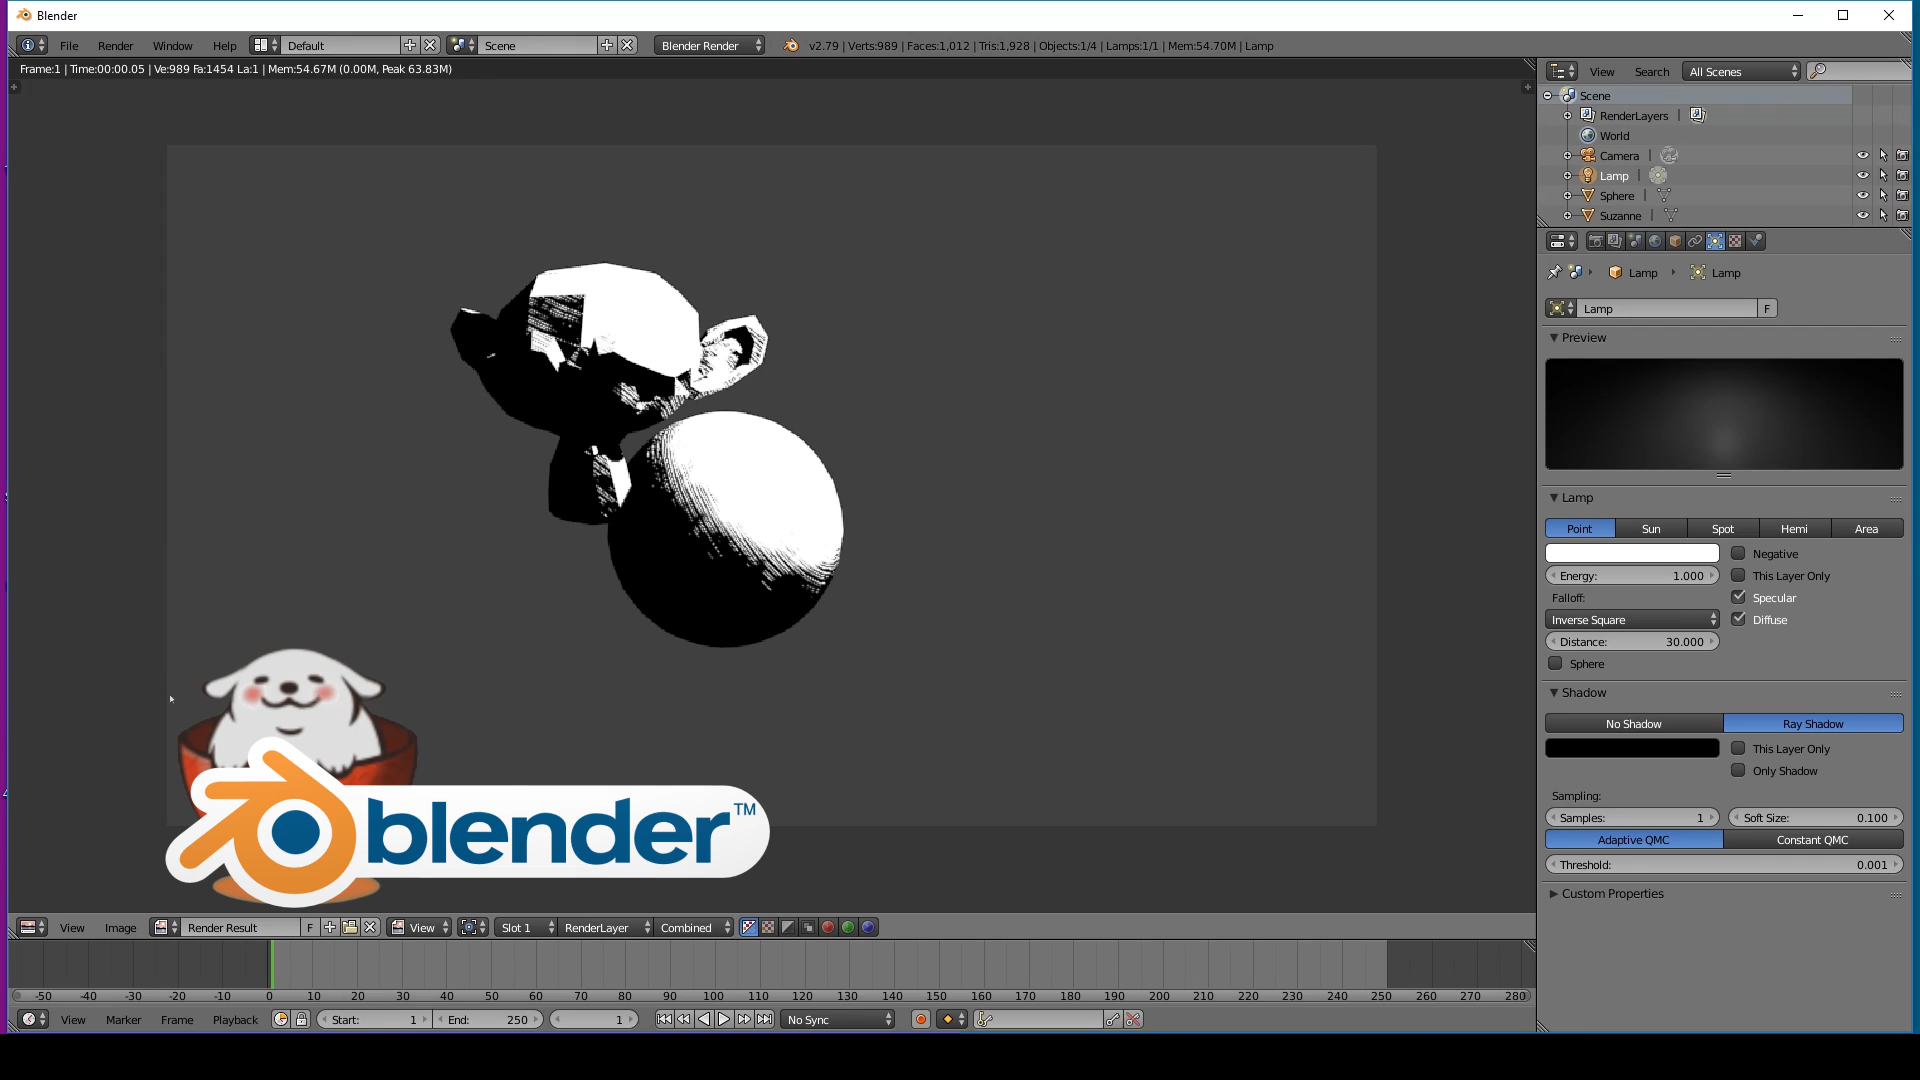 Blender
File Render Window Help Default Scene Blender Render v2.79 | Verts:989 | Faces:1,012 | Tris:1,928 | Objects:1/4 | Lamps:1/1 | Mem:54.70M | Lamp
Frame:1 | Time:00:00.05 | Ve:989 Fa:1454 La:1 | Mem:54.67M (0.00M, Peak 63.83M)
View Search All Scenes
Scene
RenderLayers
World
Camera
Lamp
Sphere
Suzanne
Lamp Lamp
Lamp F
Preview
Lamp
Point Sun Spot Hemi Area
Negative
Energy: 1.000 This Layer Only
Falloff: Specular
Inverse Square Diffuse
Distance: 30.000
Sphere
Shadow
No Shadow Ray Shadow
This Layer Only
Only Shadow
Sampling:
Samples: 1 Soft Size: 0.100
Adaptive QMC Constant QMC
Threshold: 0.001
Custom Properties
blender™
View Image Render Result F View Slot 1 RenderLayer Combined
-50 -40 -30 -20 -10 0 10 20 30 40 50 60 70 80 90 100 110 120 130 140 150 160 170 180 190 200 210 220 230 240 250 260 270 280
View Marker Frame Playback Start: 1 End: 250 1 No Sync